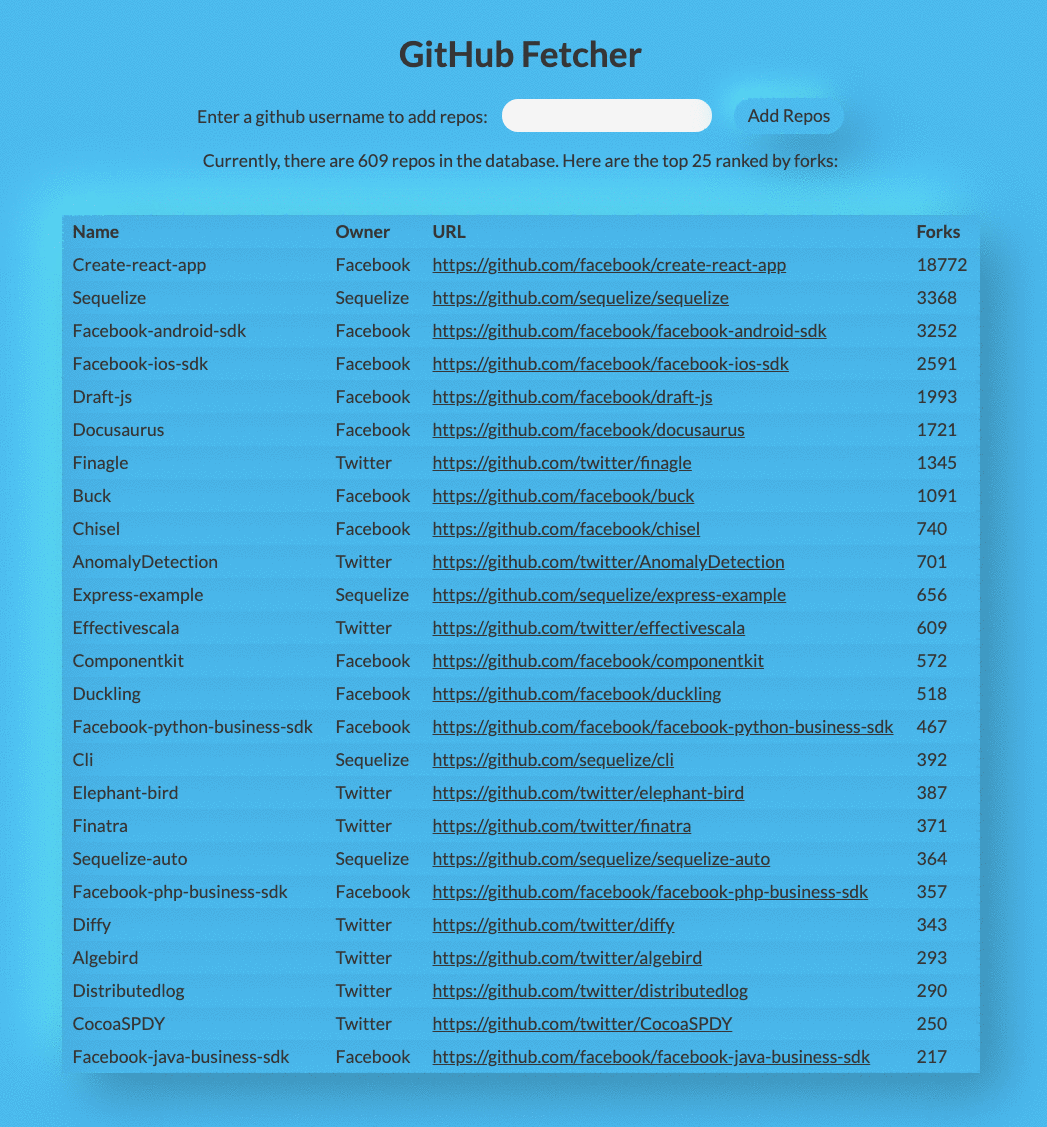 GitHub Fetcher
Enter a github username to add repos: Add Repos
Currently, there are 609 repos in the database. Here are the top 25 ranked by forks:
Name Owner URL Forks
Create-react-app Facebook https://github.com/facebook/create-react-app 18772
Sequelize Sequelize https://github.com/sequelize/sequelize 3368
Facebook-android-sdk Facebook https://github.com/facebook/facebook-android-sdk 3252
Facebook-ios-sdk Facebook https://github.com/facebook/facebook-ios-sdk 2591
Draft-js Facebook https://github.com/facebook/draft-js 1993
Docusaurus Facebook https://github.com/facebook/docusaurus 1721
Finagle Twitter https://github.com/twitter/finagle 1345
Buck Facebook https://github.com/facebook/buck 1091
Chisel Facebook https://github.com/facebook/chisel 740
AnomalyDetection Twitter https://github.com/twitter/AnomalyDetection 701
Express-example Sequelize https://github.com/sequelize/express-example 656
Effectivescala Twitter https://github.com/twitter/effectivescala 609
Componentkit Facebook https://github.com/facebook/componentkit 572
Duckling Facebook https://github.com/facebook/duckling 518
Facebook-python-business-sdk Facebook https://github.com/facebook/facebook-python-business-sdk 467
Cli Sequelize https://github.com/sequelize/cli 392
Elephant-bird Twitter https://github.com/twitter/elephant-bird 387
Finatra Twitter https://github.com/twitter/finatra 371
Sequelize-auto Sequelize https://github.com/sequelize/sequelize-auto 364
Facebook-php-business-sdk Facebook https://github.com/facebook/facebook-php-business-sdk 357
Diffy Twitter https://github.com/twitter/diffy 343
Algebird Twitter https://github.com/twitter/algebird 293
Distributedlog Twitter https://github.com/twitter/distributedlog 290
CocoaSPDY Twitter https://github.com/twitter/CocoaSPDY 250
Facebook-java-business-sdk Facebook https://github.com/facebook/facebook-java-business-sdk 217